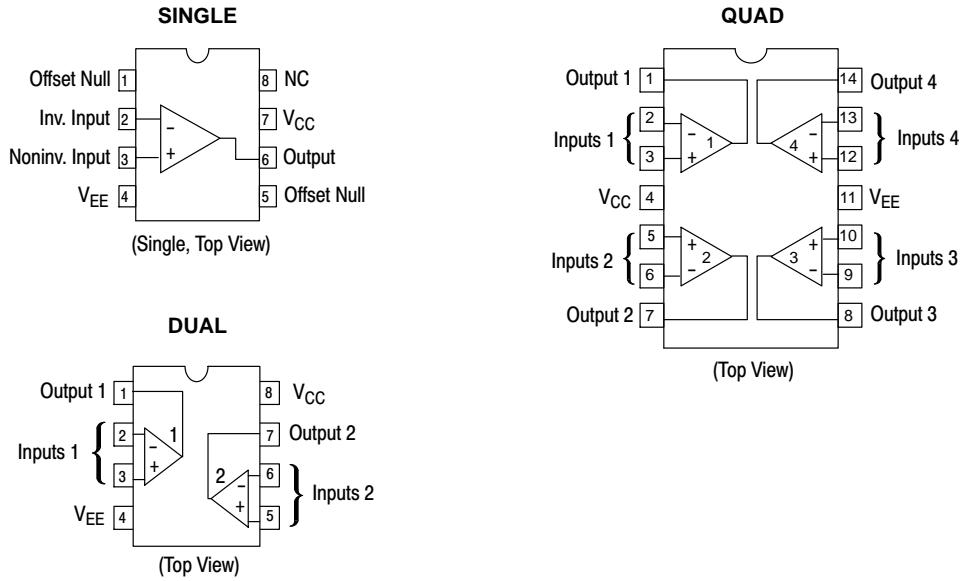 SINGLE
Offset Null 1 8 NC
Inv. Input 2 − 7 VCC
Noninv. Input 3 + 6 Output
VEE 4 5 Offset Null
(Single, Top View)
DUAL
Output 1 1 8 VCC
Inputs 1 2 − 1 7 Output 2
3 + 2 − 6 Inputs 2
VEE 4 + 5
(Top View)
QUAD
Output 1 1 14 Output 4
Inputs 1 2 − 1 − 13 Inputs 4
3 + 4 + 12
VCC 4 11 VEE
Inputs 2 5 + 2 + 10 Inputs 3
6 − 3 − 9
Output 2 7 8 Output 3
(Top View)